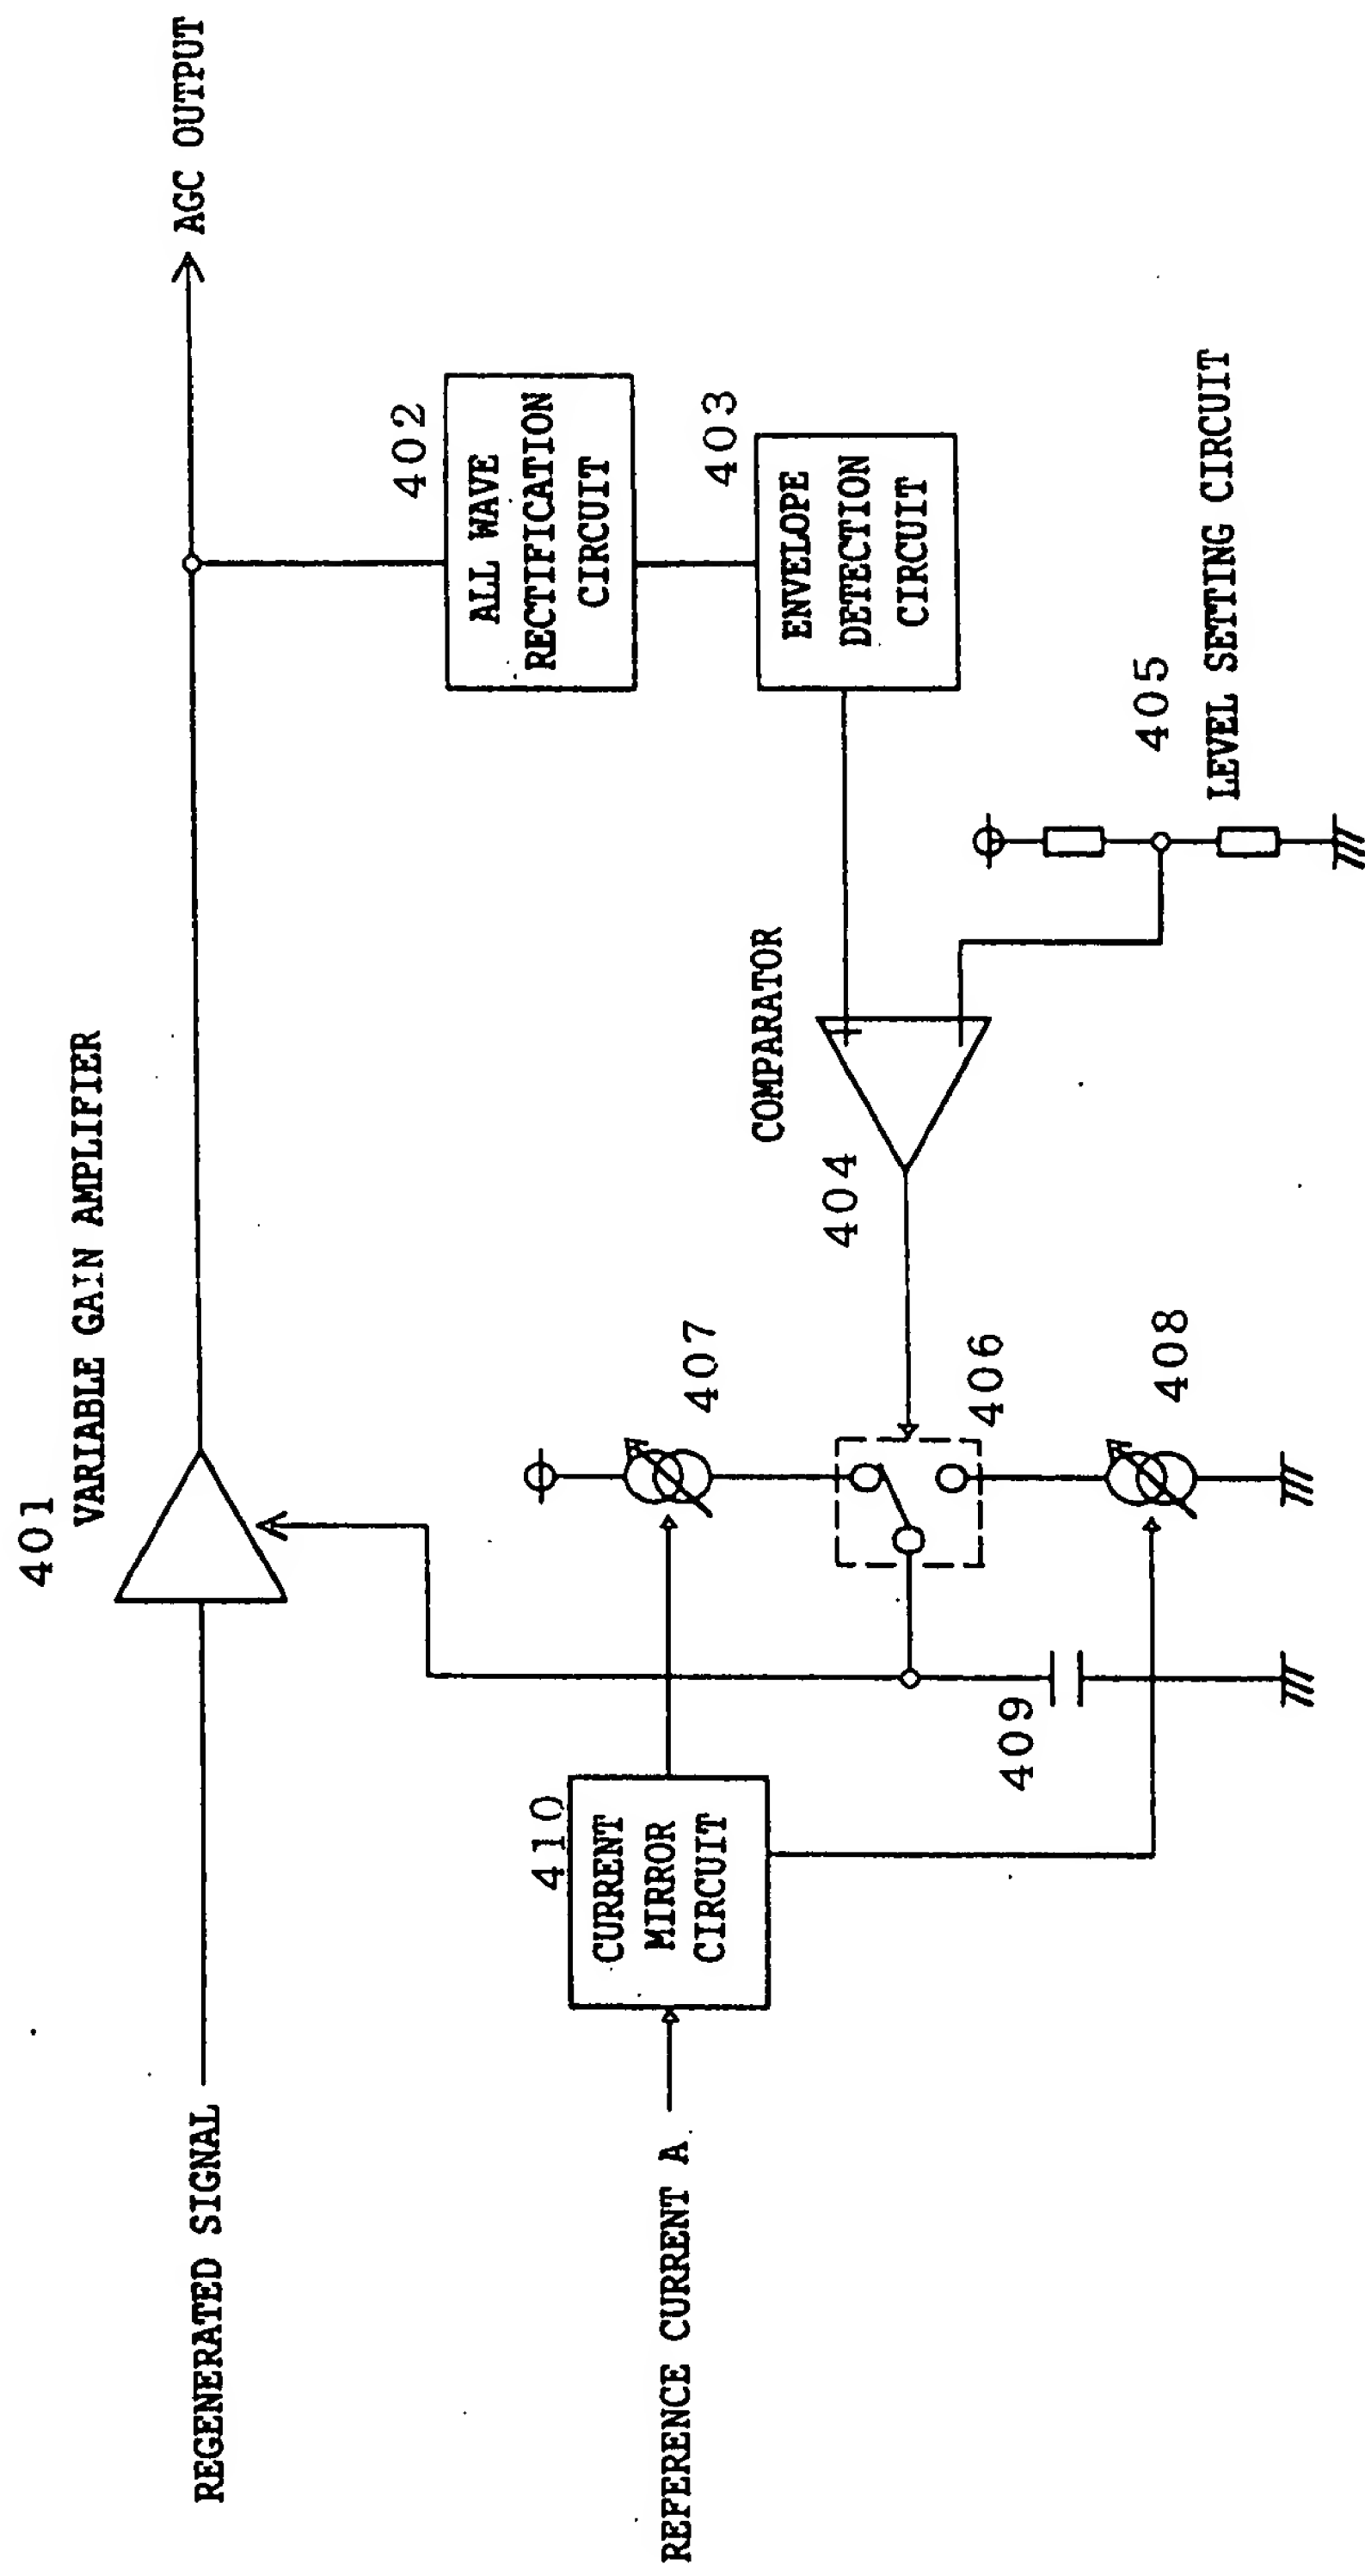 401
VARIABLE GAIN AMPLIFIER
REGENERATED SIGNAL
AGC OUTPUT
402
ALL WAVE
RECTIFICATION
CIRCUIT
403
ENVELOPE
DETECTION
CIRCUIT
COMPARATOR
404
405
LEVEL SETTING CIRCUIT
407
406
408
409
410
CURRENT
MIRROR
CIRCUIT
REFERENCE CURRENT A